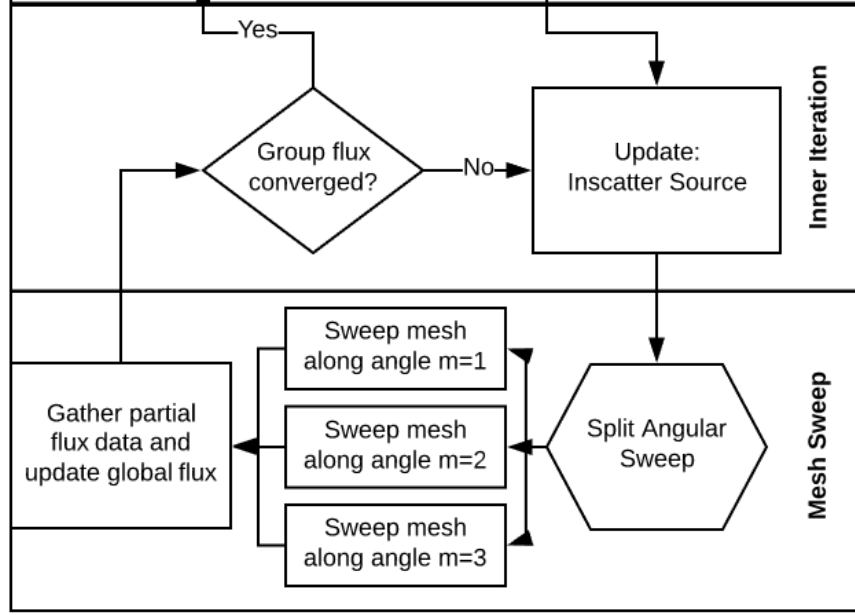 Yes
Group flux
converged?
No
Update:
Inscatter Source
Inner Iteration
Sweep mesh
along angle m=1
Gather partial
flux data and
update global flux
Sweep mesh
along angle m=2
Split Angular
Sweep
Sweep mesh
along angle m=3
Mesh Sweep